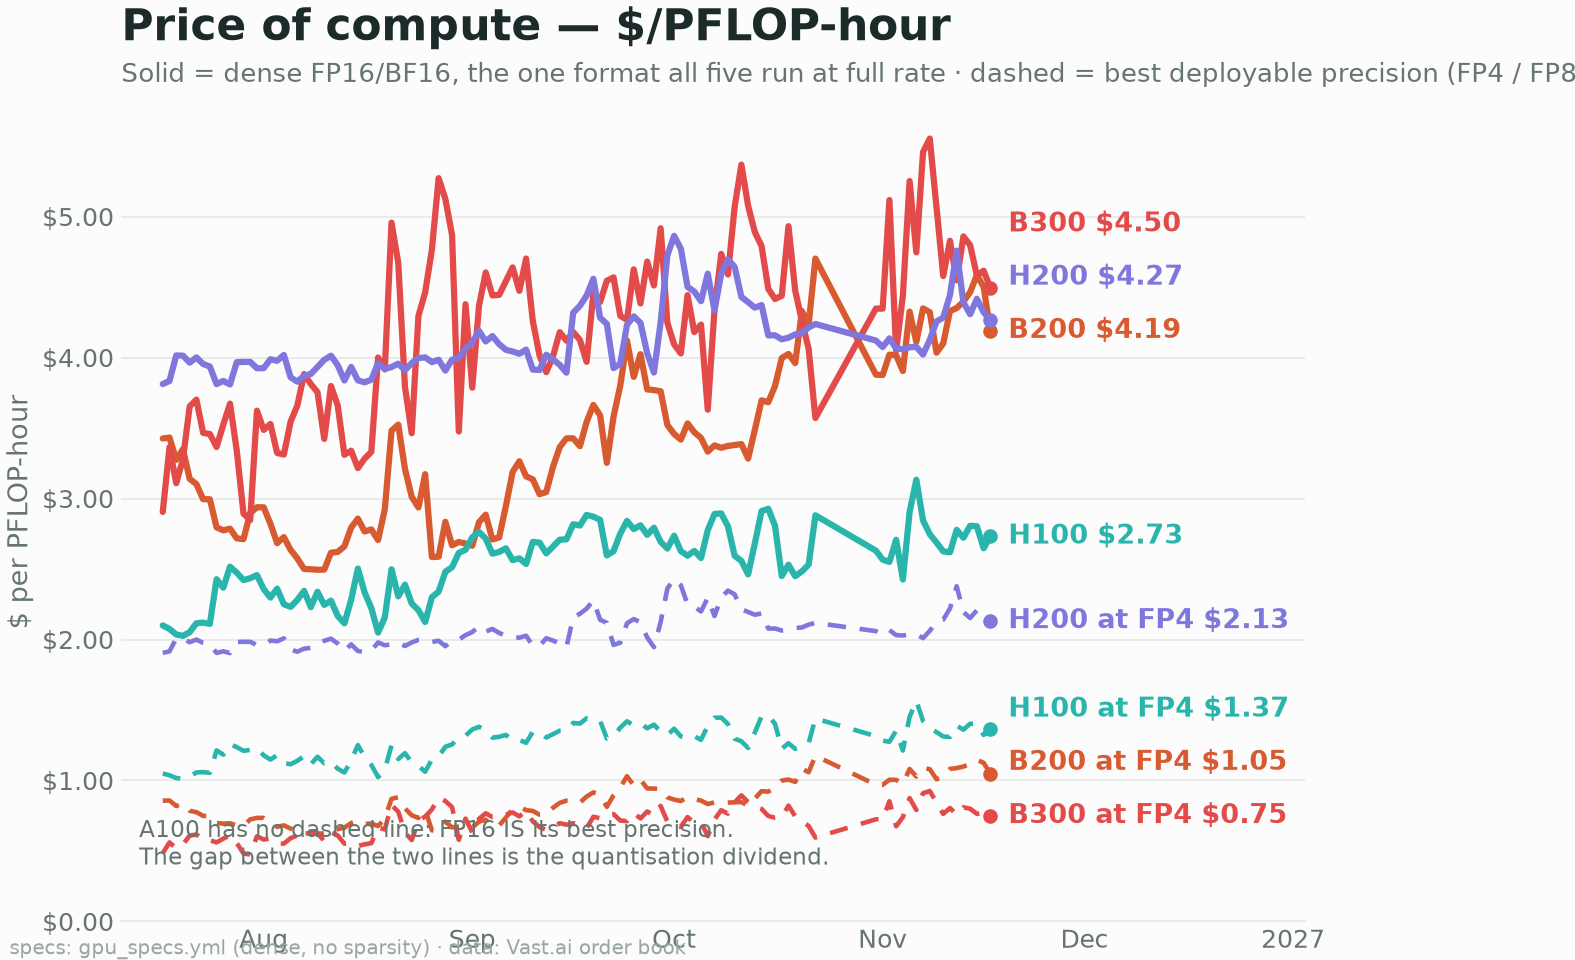 Price of compute — $/PFLOP-hour
Solid = dense FP16/BF16, the one format all five run at full rate · dashed = best deployable precision (FP4 / FP8
$ per PFLOP-hour
$5.00
$4.00
$3.00
$2.00
$1.00
$0.00
B300 $4.50
H200 $4.27
B200 $4.19
H100 $2.73
H200 at FP4 $2.13
H100 at FP4 $1.37
B200 at FP4 $1.05
B300 at FP4 $0.75
A100 has no dashed line: FP16 IS its best precision.
The gap between the two lines is the quantisation dividend.
Aug Sep Oct Nov Dec 2027
specs: gpu_specs.yml (dense, no sparsity) · data: Vast.ai order book